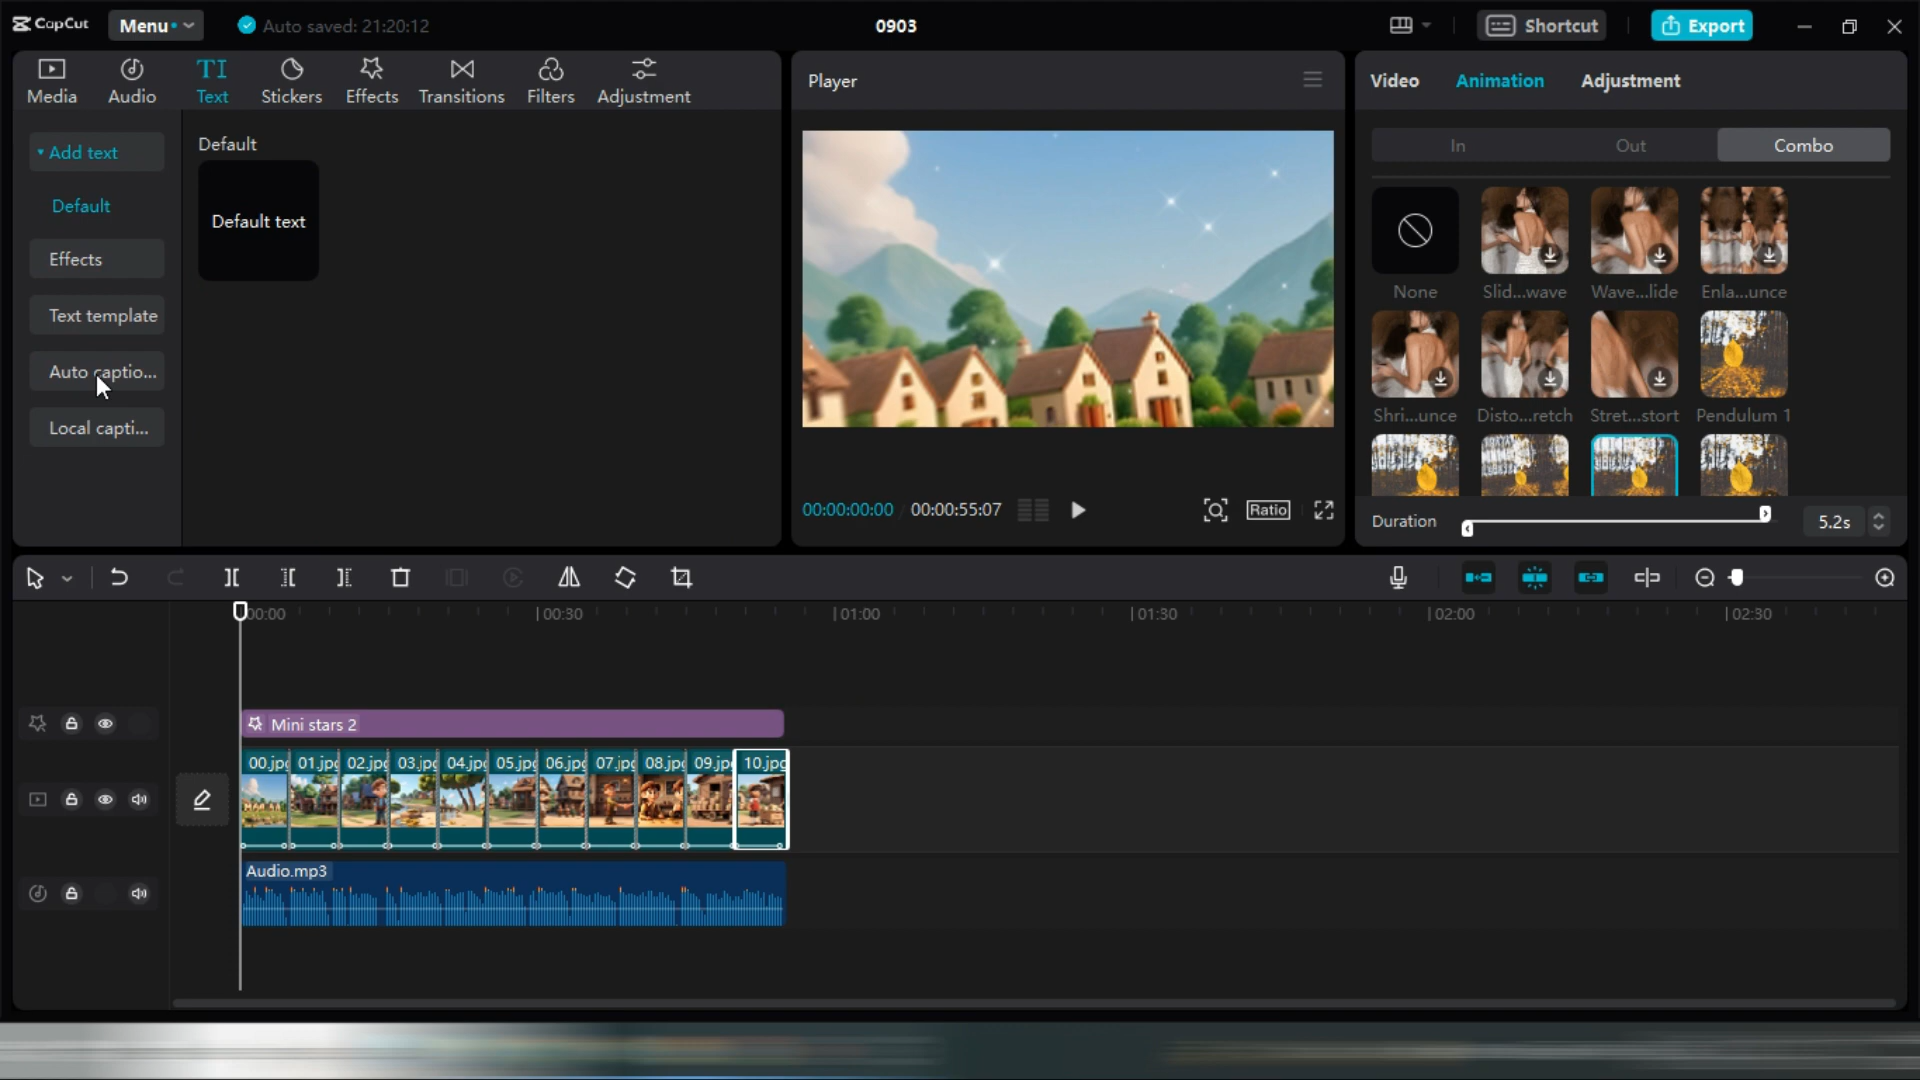 CapCut
Menu
Auto saved: 21:20:12
0903
Shortcut
Export
Media
Audio
TI
Text
Stickers
Effects
Transitions
Filters
Adjustment
Add text
Default
Effects
Text template
Auto captio...
Local capti...
Default
Default text
Player
00:00:00:00 / 00:00:55:07
Ratio
Video
Animation
Adjustment
In
Out
Combo
None
Slid...wave
Wave...lide
Enla...unce
Shri...unce
Disto...retch
Stret...stort
Pendulum 1
Duration
5.2s
00:00
00:30
01:00
01:30
02:00
02:30
Mini stars 2
00.jpg
01.jpg
02.jpg
03.jpg
04.jpg
05.jpg
06.jpg
07.jpg
08.jpg
09.jpg
10.jpg
Audio.mp3